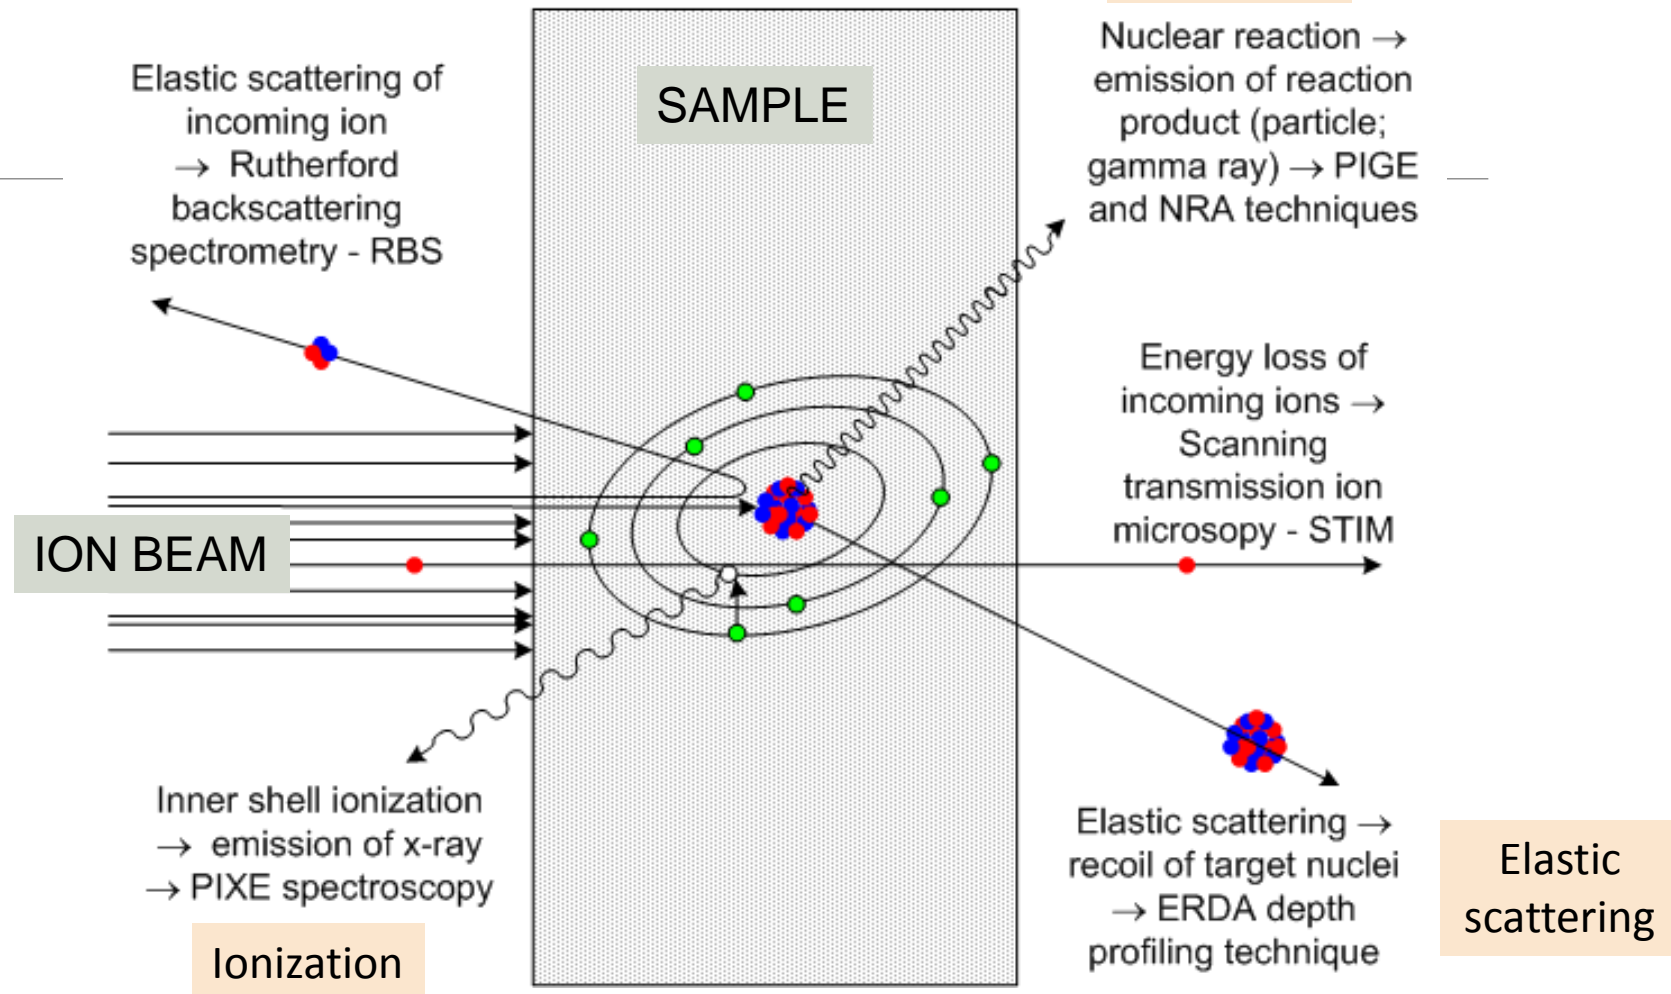 Elastic scattering of
incoming ion
→ Rutherford
backscattering
spectrometry - RBS
SAMPLE
Nuclear reaction →
emission of reaction
product (particle;
gamma ray) → PIGE
and NRA techniques
Energy loss of
incoming ions →
Scanning
transmission ion
microsopy - STIM
ION BEAM
Inner shell ionization
→ emission of x-ray
→ PIXE spectroscopy
Ionization
Elastic scattering →
recoil of target nuclei
→ ERDA depth
profiling technique
Elastic
scattering